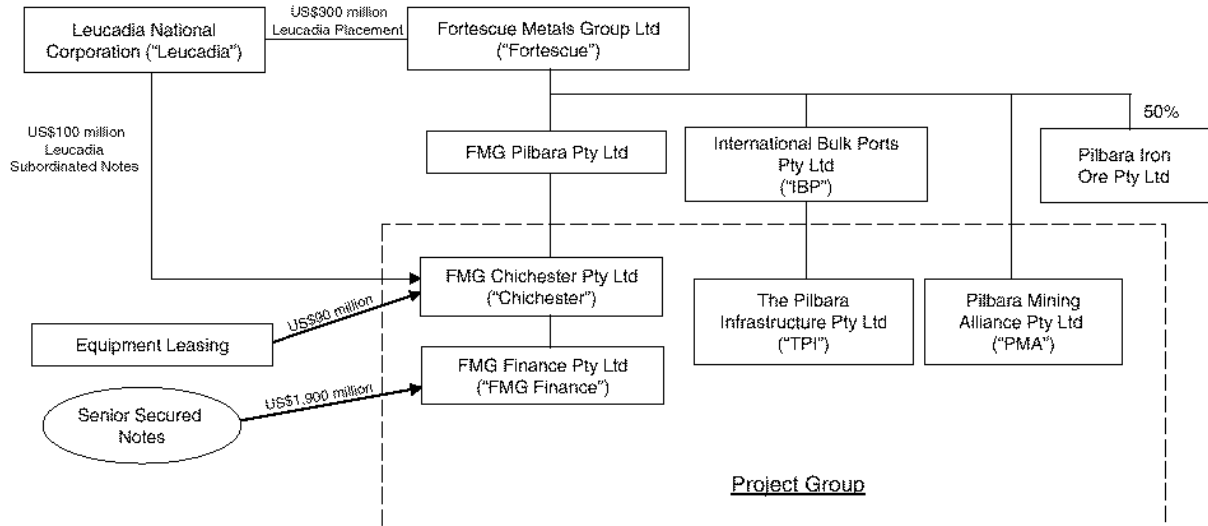 US$300 million
Leucadia Placement
Leucadia National
Corporation (“Leucadia”)
Fortescue Metals Group Ltd
(“Fortescue”)
US$100 million
Leucadia
Subordinated Notes
50%
FMG Pilbara Pty Ltd
International Bulk Ports
Pty Ltd
(“IBP”)
Pilbara Iron
Ore Pty Ltd
FMG Chichester Pty Ltd
(“Chichester”)
The Pilbara
Infrastructure Pty Ltd
(“TPI”)
Pilbara Mining
Alliance Pty Ltd
(“PMA”)
US$90 million
Equipment Leasing
FMG Finance Pty Ltd
(“FMG Finance”)
US$1,900 million
Senior Secured
Notes
Project Group